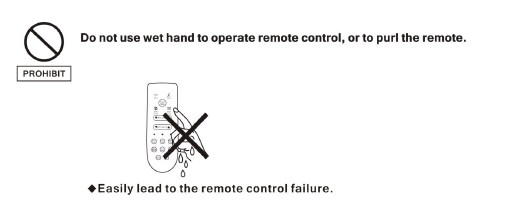 Do not use wet hand to operate remote control, or to purl the remote.
PROHIBIT
◆Easily lead to the remote control failure.